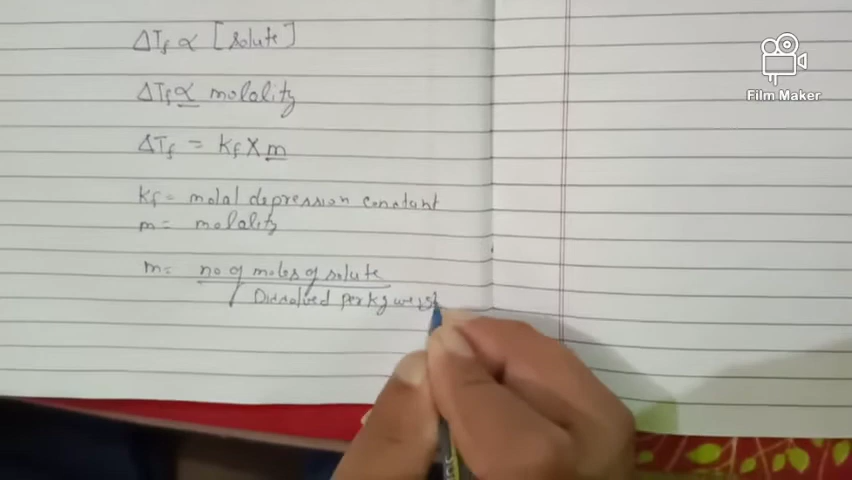 ΔTf ∝ [solute]
ΔTf ∝ molality
ΔTf = Kf X m
Kf = molal depression constant
m = molality
m = no of moles of solute
Dissolved per kg weigh
Film Maker